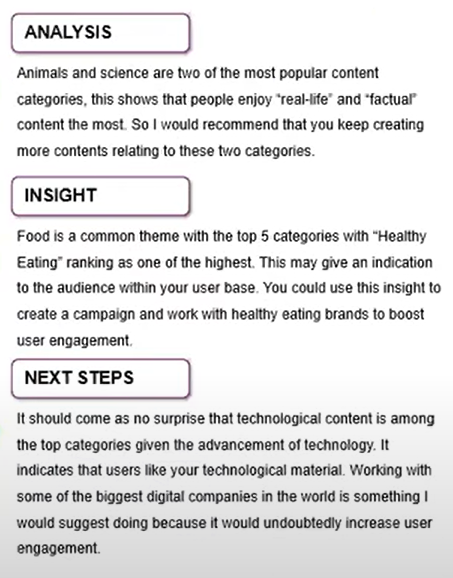 ANALYSIS
Animals and science are two of the most popular content
categories, this shows that people enjoy "real-life" and "factual"
content the most. So I would recommend that you keep creating
more contents relating to these two categories.
INSIGHT
Food is a common theme with the top 5 categories with "Healthy
Eating" ranking as one of the highest. This may give an indication
to the audience within your user base. You could use this insight to
create a campaign and work with healthy eating brands to boost
user engagement.
NEXT STEPS
It should come as no surprise that technological content is among
the top categories given the advancement of technology. It
indicates that users like your technological material. Working with
some of the biggest digital companies in the world is something I
would suggest doing because it would undoubtedly increase user
engagement.